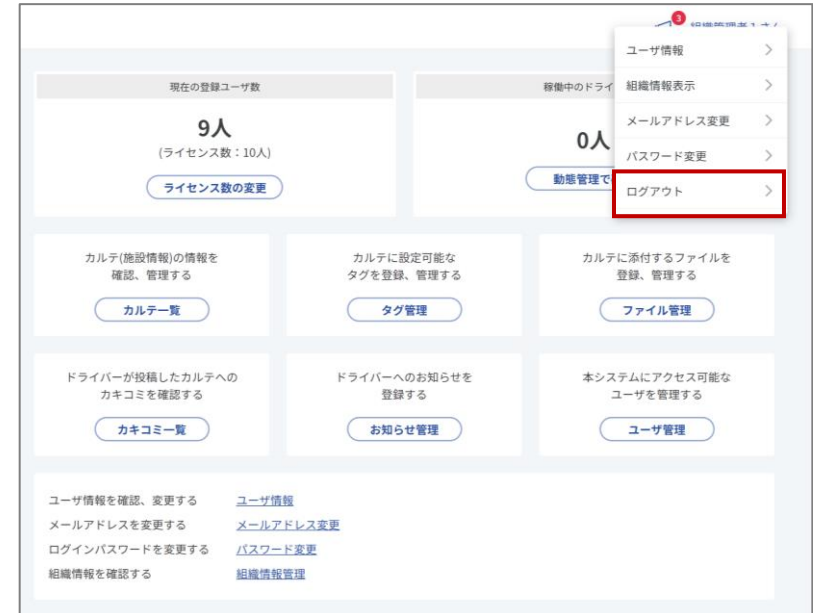 3
組織管理者1さん
ユーザ情報
組織情報表示
メールアドレス変更
パスワード変更
ログアウト
現在の登録ユーザ数
9人
(ライセンス数：10人)
ライセンス数の変更
稼働中のドライ
0人
動態管理で
カルテ(施設情報)の情報を
確認、管理する
カルテ一覧
カルテに設定可能な
タグを登録、管理する
タグ管理
カルテに添付するファイルを
登録、管理する
ファイル管理
ドライバーが投稿したカルテへの
カキコミを確認する
カキコミ一覧
ドライバーへのお知らせを
登録する
お知らせ管理
本システムにアクセス可能な
ユーザを管理する
ユーザ管理
ユーザ情報を確認、変更する ユーザ情報
メールアドレスを変更する メールアドレス変更
ログインパスワードを変更する パスワード変更
組織情報を確認する 組織情報管理